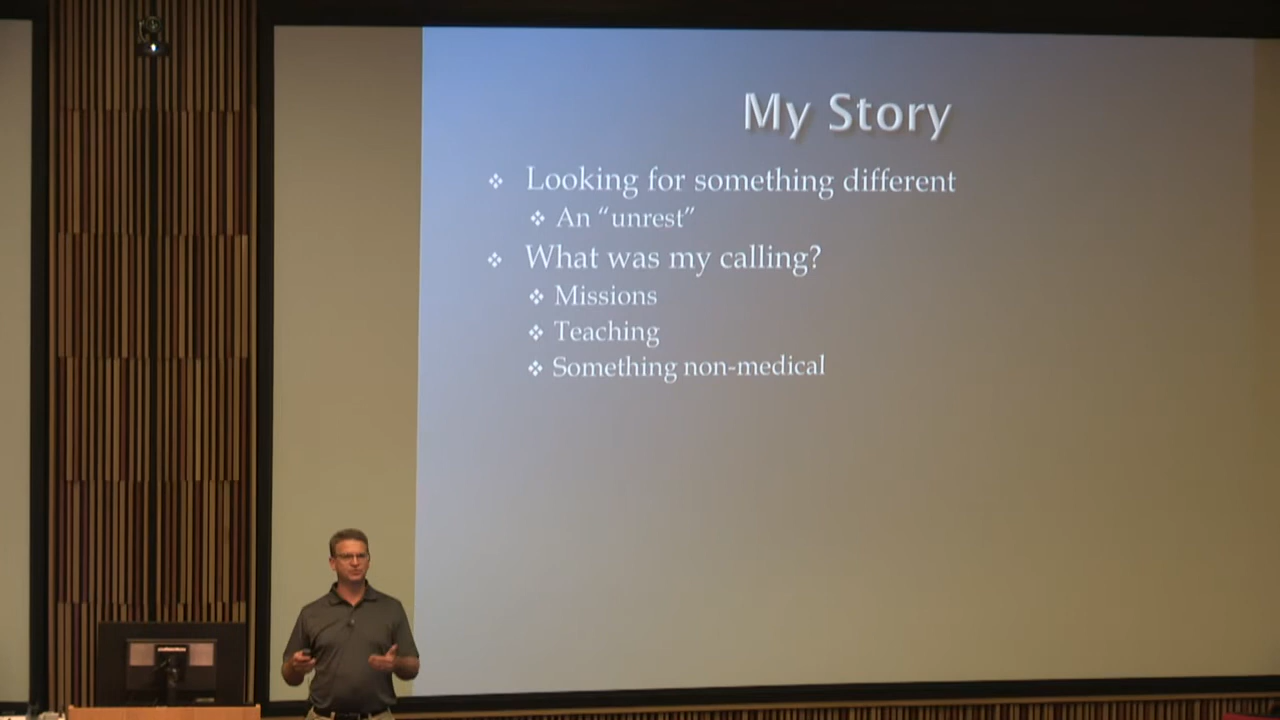 My Story
Looking for something different
An “unrest”
What was my calling?
Missions
Teaching
Something non-medical